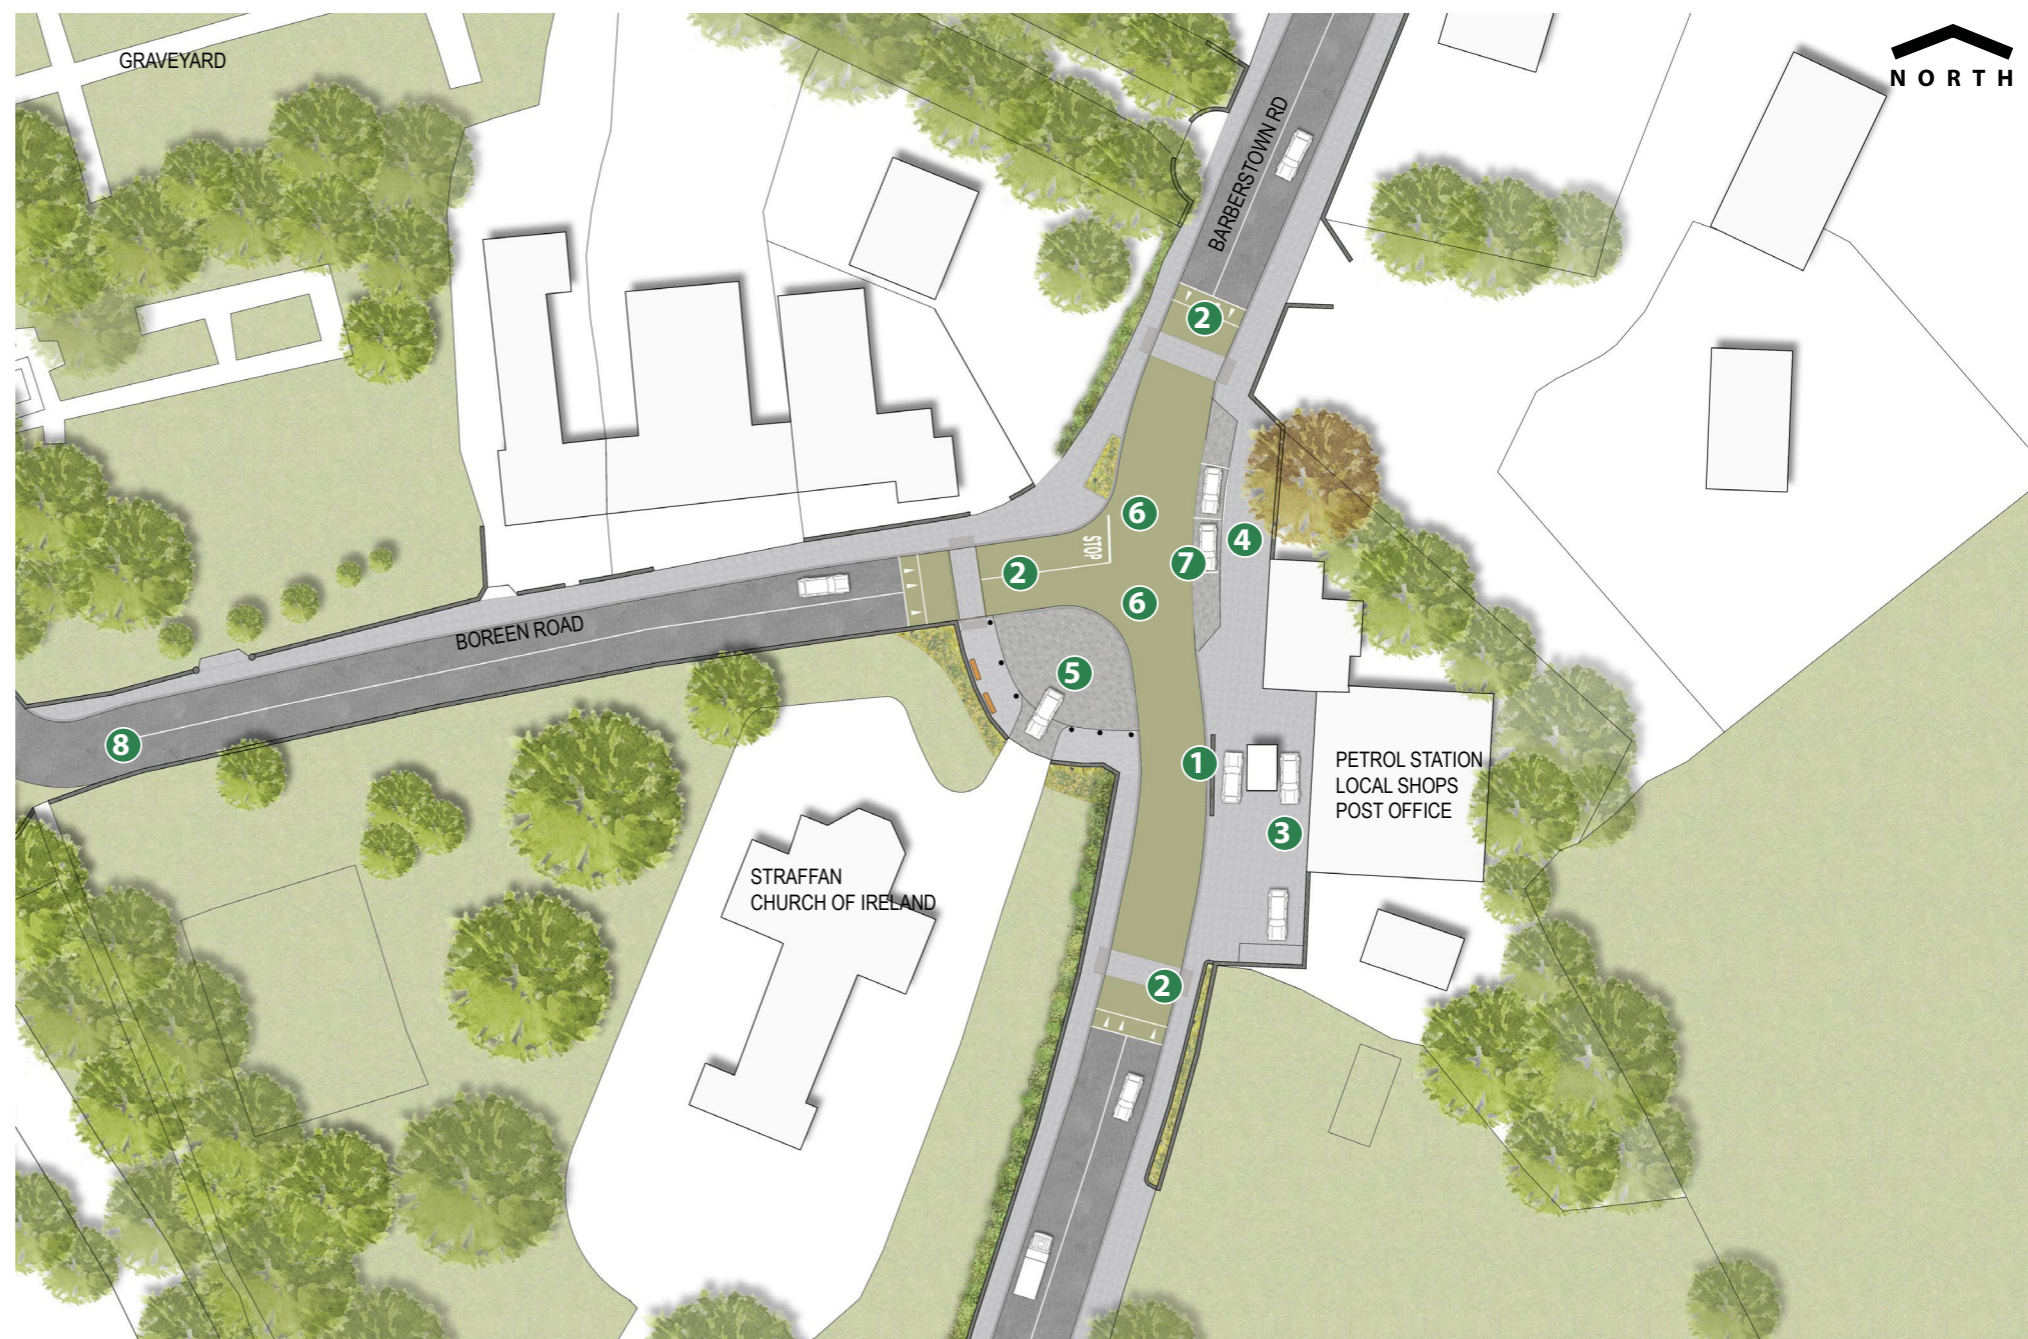 GRAVEYARD
NORTH
BARBERSTOWN RD
2
6
STOP
4
7
2
6
BOREEN ROAD
5
8
1
PETROL STATION
LOCAL SHOPS
POST OFFICE
3
STRAFFAN
CHURCH OF IRELAND
2